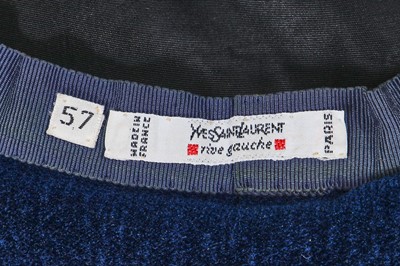 57
MADE IN
FRANCE
YVES SAINT LAURENT
rive gauche
PARIS